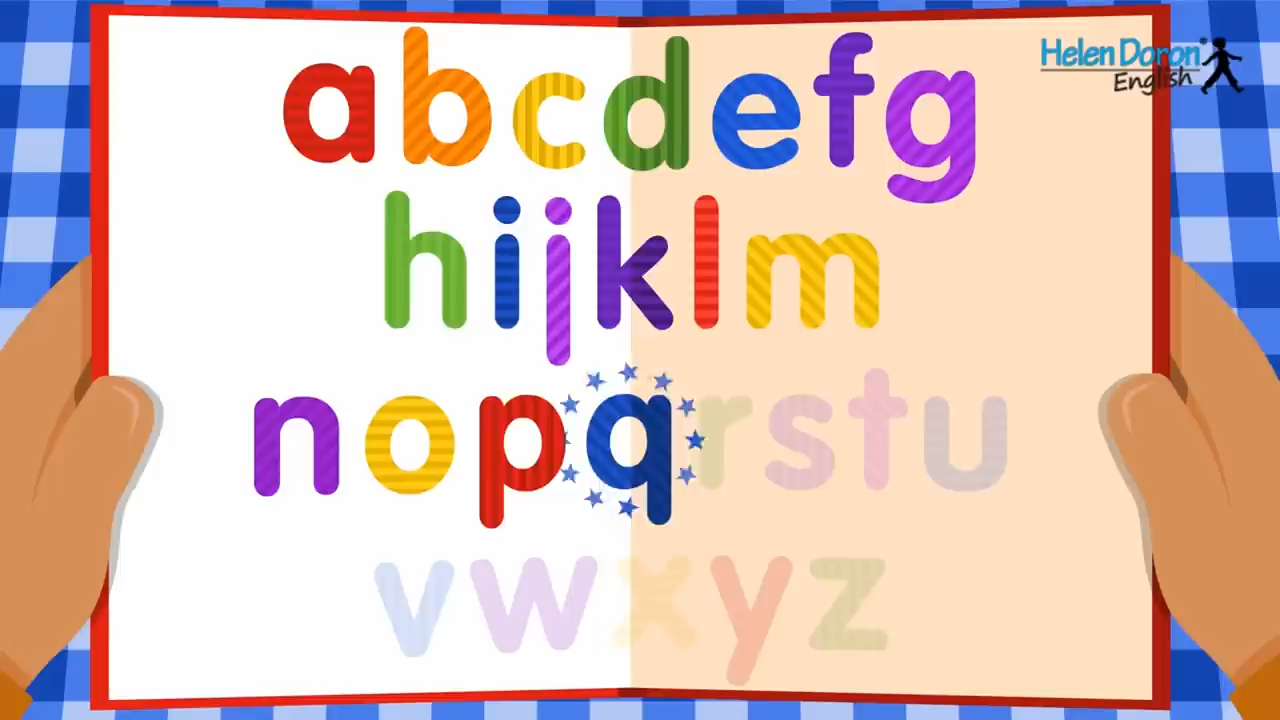 Helen Doron
English
abcdefg
hijklm
nopqrstu
vwxyz